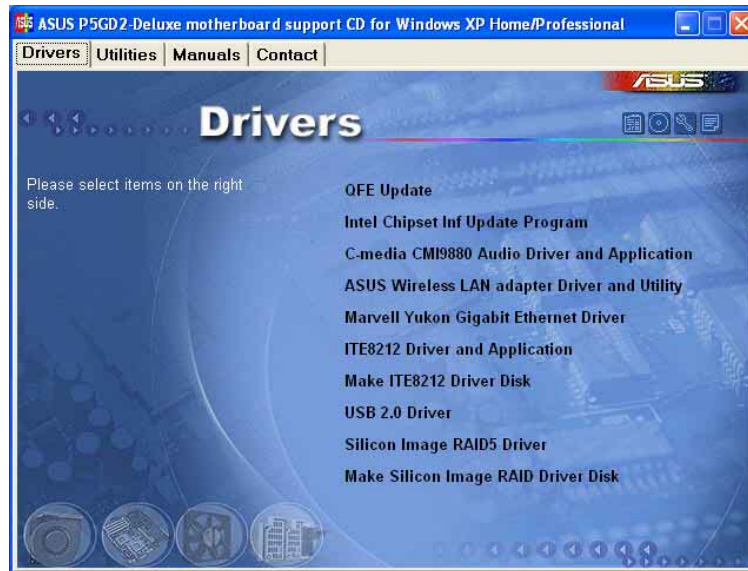 ASUS P5GD2-Deluxe motherboard support CD for Windows XP Home/Professional
Drivers Utilities Manuals Contact
ASUS
Drivers
Please select items on the right
side.
QFE Update
Intel Chipset Inf Update Program
C-media CMI9880 Audio Driver and Application
ASUS Wireless LAN adapter Driver and Utility
Marvell Yukon Gigabit Ethernet Driver
ITE8212 Driver and Application
Make ITE8212 Driver Disk
USB 2.0 Driver
Silicon Image RAID5 Driver
Make Silicon Image RAID Driver Disk